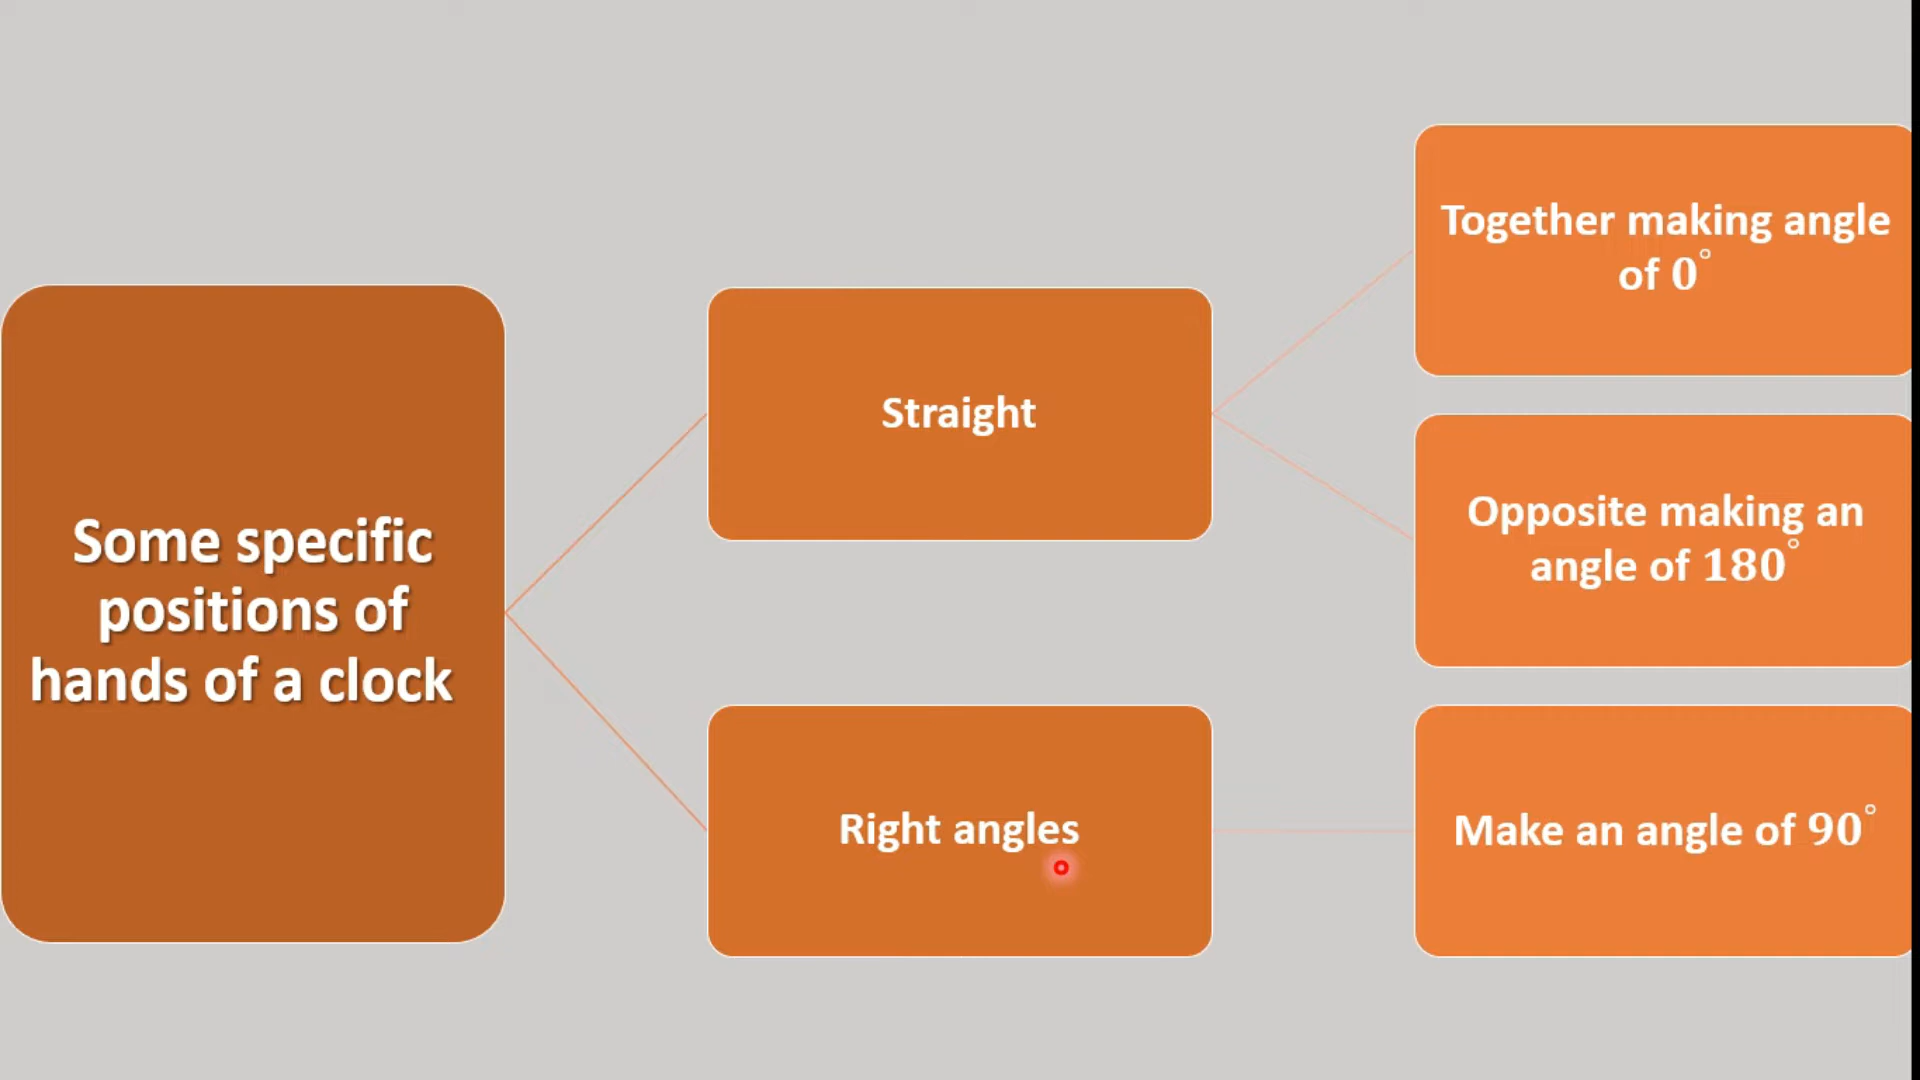 Some specific
positions of
hands of a clock
Straight
Together making angle
of 0°
Opposite making an
angle of 180°
Right angles
Make an angle of 90°